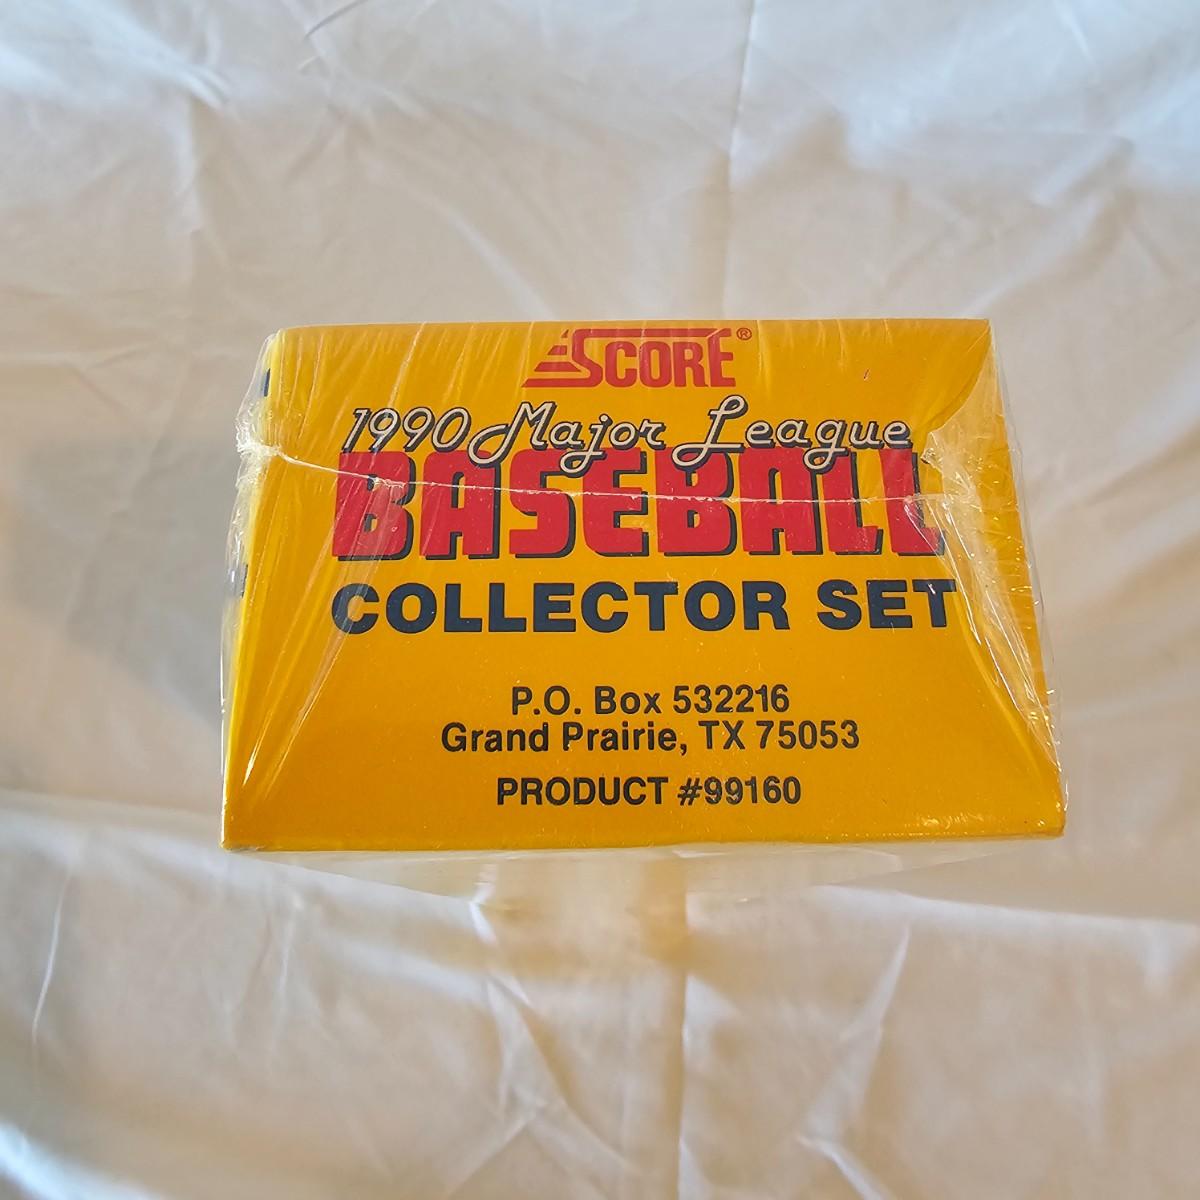 SCORE®
1990 Major League
BASEBALL
COLLECTOR SET
P.O. Box 532216
Grand Prairie, TX 75053
PRODUCT #99160